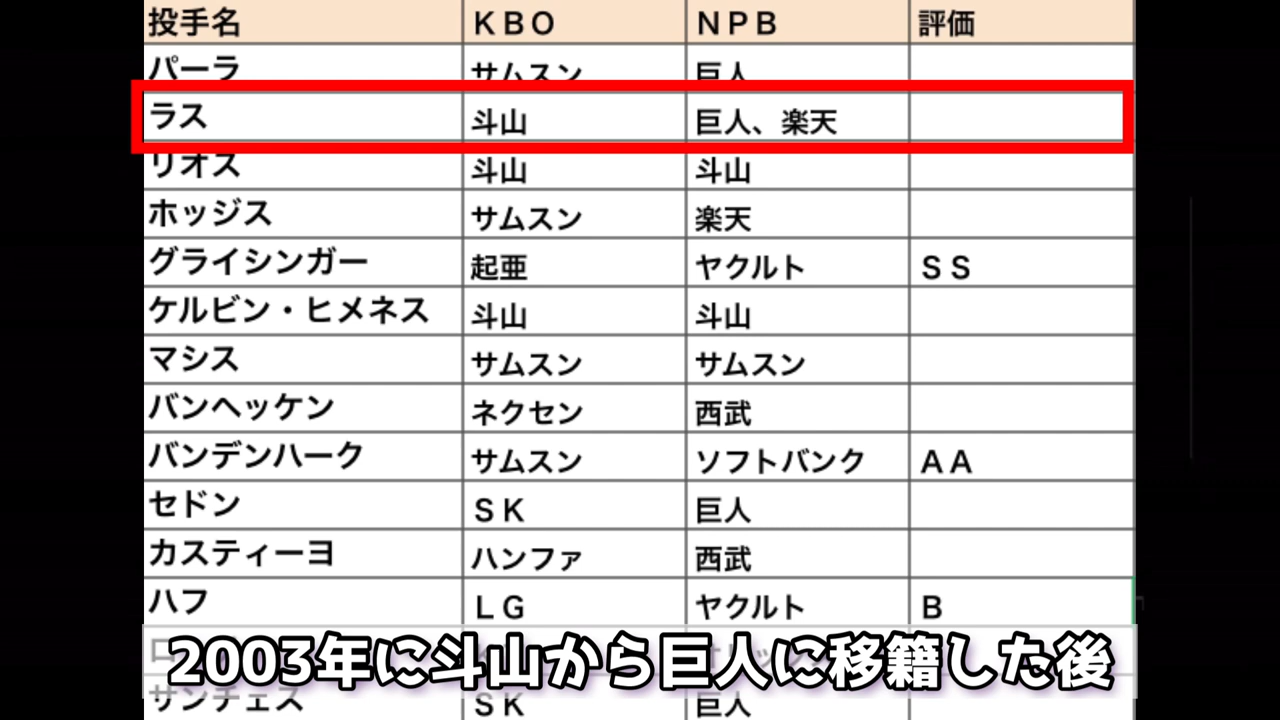 投手名 ＫＢＯ ＮＰＢ 評価
パーラ サムスン 巨人
ラス 斗山 巨人、楽天
リオス 斗山 斗山
ホッジス サムスン 楽天
グライシンガー 起亜 ヤクルト ＳＳ
ケルビン・ヒメネス 斗山 斗山
マシス サムスン サムスン
バンヘッケン ネクセン 西武
バンデンハーク サムスン ソフトバンク ＡＡ
セドン ＳＫ 巨人
カスティーヨ ハンファ 西武
ハフ ＬＧ ヤクルト Ｂ
2003年に斗山から巨人に移籍した後
サンチェス ＳＫ 巨人